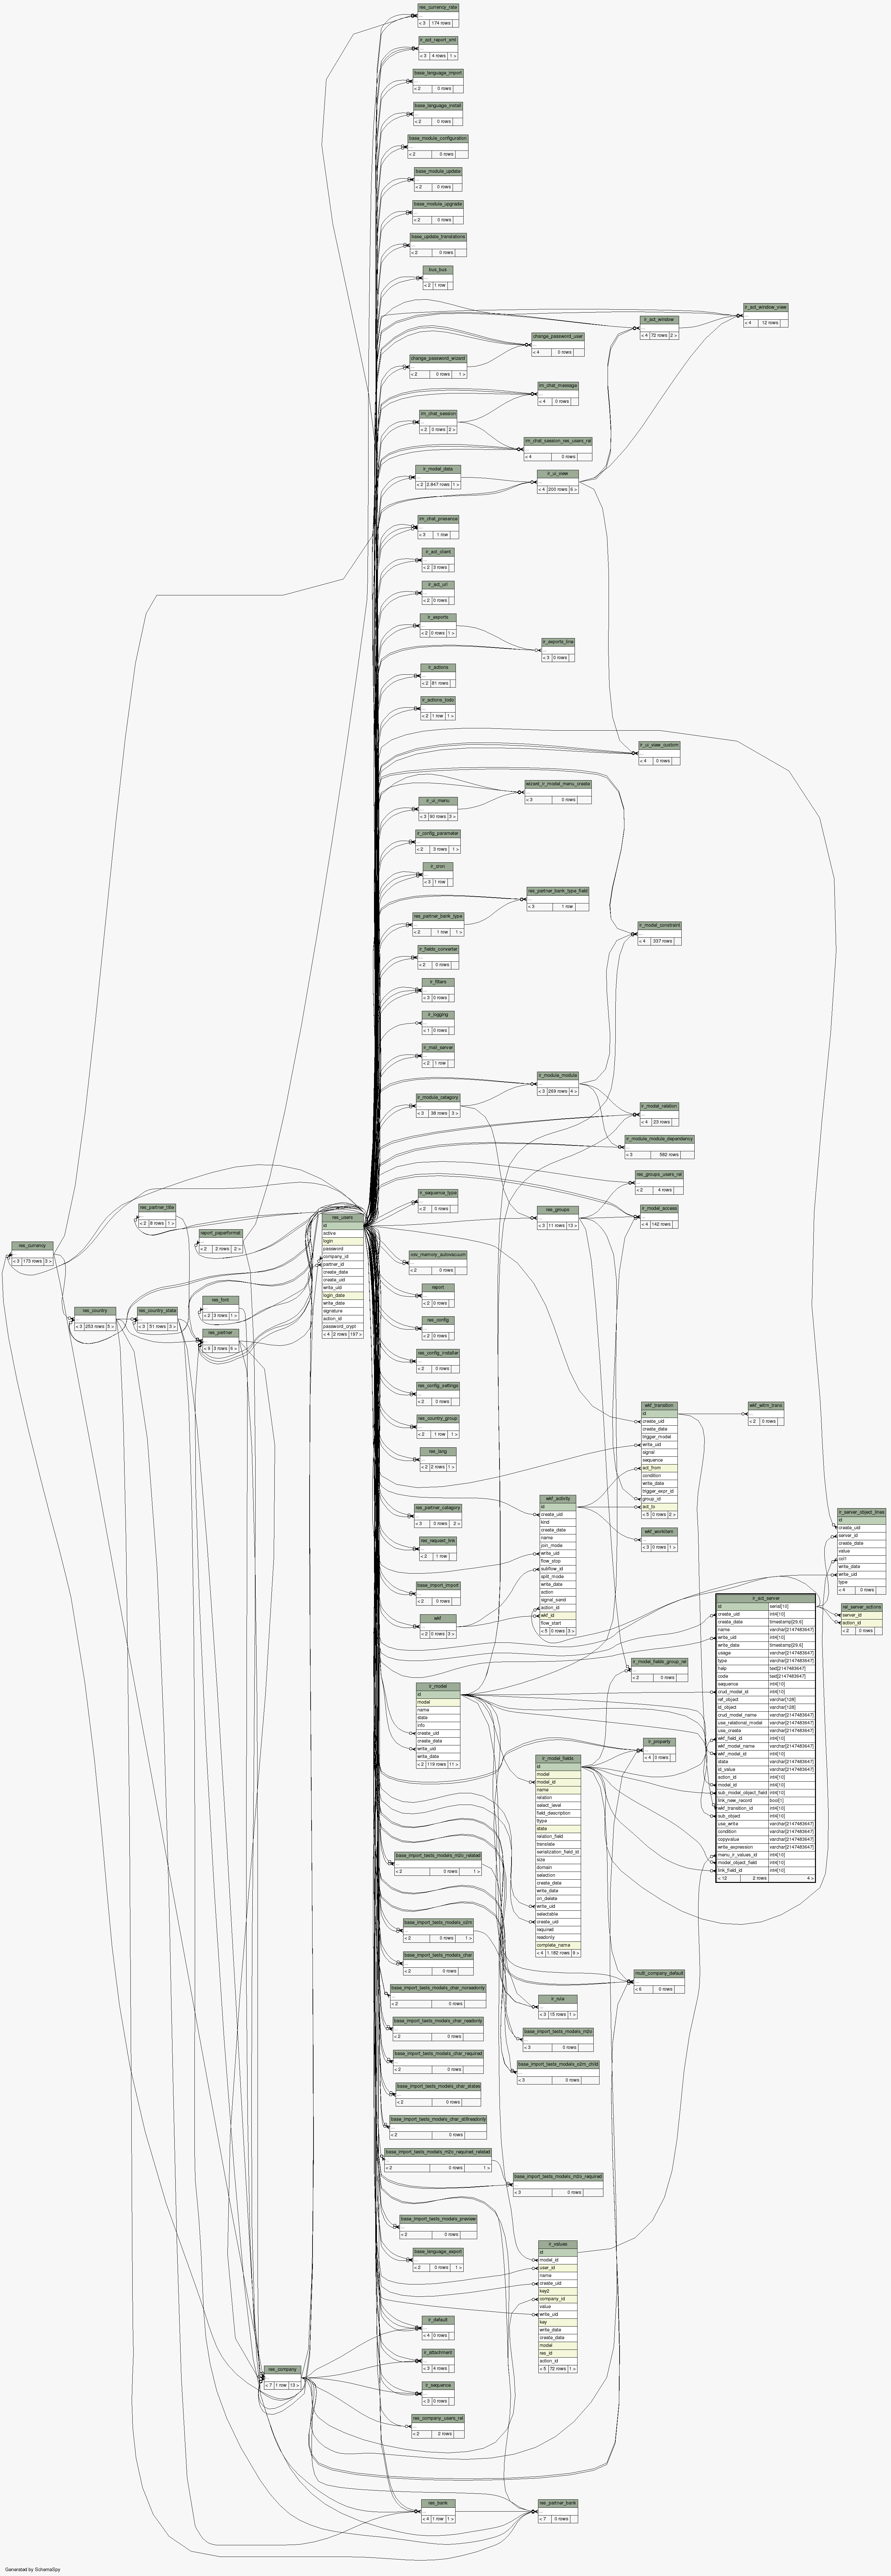 res_currency_rate
...
< 3 174 rows
ir_act_report_xml
...
< 3 4 rows 1 >
base_language_import
...
< 2 0 rows
base_language_install
...
< 2 0 rows
base_module_configuration
...
< 2 0 rows
base_module_update
...
< 2 0 rows
base_module_upgrade
...
< 2 0 rows
base_update_translations
...
< 2 0 rows
bus_bus
...
< 2 1 row
ir_act_window_view
...
< 4 12 rows
ir_act_window
...
< 4 72 rows 2 >
change_password_user
...
< 4 0 rows
change_password_wizard
...
< 2 0 rows 1 >
im_chat_message
...
< 4 0 rows
im_chat_session
...
< 2 0 rows 2 >
im_chat_session_res_users_rel
...
< 4 0 rows
ir_model_data
...
< 2 2.847 rows 1 >
ir_ui_view
...
< 4 200 rows 6 >
im_chat_presence
...
< 3 1 row
ir_act_client
...
< 2 3 rows
ir_act_url
...
< 2 0 rows
ir_exports
...
< 2 0 rows 1 >
ir_exports_line
...
< 3 0 rows
ir_actions
...
< 2 81 rows
ir_actions_todo
...
< 2 1 row 1 >
ir_ui_view_custom
...
< 4 0 rows
wizard_ir_model_menu_create
...
< 3 0 rows
ir_ui_menu
...
< 3 90 rows 3 >
ir_config_parameter
...
< 2 3 rows 1 >
ir_cron
...
< 3 1 row
res_partner_bank_type_field
...
< 3 1 row
res_partner_bank_type
...
< 2 1 row 1 >
ir_model_constraint
...
< 4 337 rows
ir_fields_converter
...
< 2 0 rows
ir_filters
...
< 3 0 rows
ir_logging
...
< 1 0 rows
ir_mail_server
...
< 2 1 row
ir_module_module
...
< 3 269 rows 4 >
ir_module_category
...
< 3 38 rows 3 >
ir_model_relation
...
< 4 23 rows
ir_module_module_dependency
...
< 3 582 rows
res_groups_users_rel
...
< 2 4 rows
ir_sequence_type
...
< 2 0 rows
res_groups
...
< 3 11 rows 13 >
ir_model_access
...
< 4 142 rows
res_partner_title
...
< 2 8 rows 1 >
report_paperformat
...
< 2 2 rows 2 >
res_currency
...
< 3 173 rows 3 >
res_users
id
active
login
password
company_id
partner_id
create_date
create_uid
write_uid
login_date
write_date
signature
action_id
password_crypt
< 4 2 rows 197 >
osv_memory_autovacuum
...
< 2 0 rows
report
...
< 2 0 rows
res_font
...
< 2 3 rows 1 >
res_country
...
< 3 253 rows 5 >
res_country_state
...
< 3 51 rows 3 >
res_partner
...
< 9 3 rows 6 >
res_config
...
< 2 0 rows
res_config_installer
...
< 2 0 rows
res_config_settings
...
< 2 0 rows
res_country_group
...
< 2 1 row 1 >
res_lang
...
< 2 2 rows 1 >
wkf_transition
id
create_uid
create_date
trigger_model
write_uid
signal
sequence
act_from
condition
write_date
trigger_expr_id
group_id
act_to
< 5 0 rows 2 >
wkf_witm_trans
...
< 2 0 rows
wkf_activity
id
create_uid
kind
create_date
name
join_mode
write_uid
flow_stop
subflow_id
split_mode
write_date
action
signal_send
action_id
wkf_id
flow_start
< 5 0 rows 3 >
wkf_workitem
...
< 3 0 rows 1 >
res_partner_category
...
< 3 0 rows 2 >
res_request_link
...
< 2 1 row
base_import_import
...
< 2 0 rows
wkf
...
< 2 0 rows 3 >
ir_server_object_lines
id
create_uid
server_id
create_date
value
col1
write_date
write_uid
type
< 4 0 rows
rel_server_actions
server_id
action_id
< 2 0 rows
ir_act_server
id serial[10]
create_uid int4[10]
create_date timestamp[29,6]
name varchar[2147483647]
write_uid int4[10]
write_date timestamp[29,6]
usage varchar[2147483647]
type varchar[2147483647]
help text[2147483647]
code text[2147483647]
sequence int4[10]
crud_model_id int4[10]
ref_object varchar[128]
id_object varchar[128]
crud_model_name varchar[2147483647]
use_relational_model varchar[2147483647]
use_create varchar[2147483647]
wkf_field_id int4[10]
wkf_model_name varchar[2147483647]
wkf_model_id int4[10]
state varchar[2147483647]
id_value varchar[2147483647]
action_id int4[10]
model_id int4[10]
sub_model_object_field int4[10]
link_new_record bool[1]
wkf_transition_id int4[10]
sub_object int4[10]
use_write varchar[2147483647]
condition varchar[2147483647]
copyvalue varchar[2147483647]
write_expression varchar[2147483647]
menu_ir_values_id int4[10]
model_object_field int4[10]
link_field_id int4[10]
< 12 2 rows 4 >
ir_model_fields_group_rel
...
< 2 0 rows
ir_model
id
model
name
state
info
create_uid
create_date
write_uid
write_date
< 2 119 rows 11 >
ir_property
...
< 4 0 rows
ir_model_fields
id
model
model_id
name
relation
select_level
field_description
ttype
state
relation_field
translate
serialization_field_id
size
domain
selection
create_date
write_date
on_delete
write_uid
selectable
create_uid
required
readonly
complete_name
< 4 1.182 rows 9 >
base_import_tests_models_m2o_related
...
< 2 0 rows 1 >
base_import_tests_models_o2m
...
< 2 0 rows 1 >
base_import_tests_models_char
...
< 2 0 rows
multi_company_default
...
< 6 0 rows
base_import_tests_models_char_noreadonly
...
< 2 0 rows
ir_rule
...
< 3 15 rows 1 >
base_import_tests_models_char_readonly
...
< 2 0 rows
base_import_tests_models_m2o
...
< 3 0 rows
base_import_tests_models_char_required
...
< 2 0 rows
base_import_tests_models_o2m_child
...
< 3 0 rows
base_import_tests_models_char_states
...
< 2 0 rows
base_import_tests_models_char_stillreadonly
...
< 2 0 rows
base_import_tests_models_m2o_required_related
...
< 2 0 rows 1 >
base_import_tests_models_m2o_required
...
< 3 0 rows
base_import_tests_models_preview
...
< 2 0 rows
base_language_export
...
< 2 0 rows 1 >
ir_values
id
model_id
user_id
name
create_uid
key2
company_id
value
write_uid
key
write_date
create_date
model
res_id
action_id
< 5 72 rows 1 >
ir_default
...
< 4 0 rows
ir_attachment
...
< 3 4 rows
res_company
...
< 7 1 row 13 >
ir_sequence
...
< 3 0 rows
res_company_users_rel
...
< 2 2 rows
res_bank
...
< 4 1 row 1 >
res_partner_bank
...
< 7 0 rows
Generated by SchemaSpy